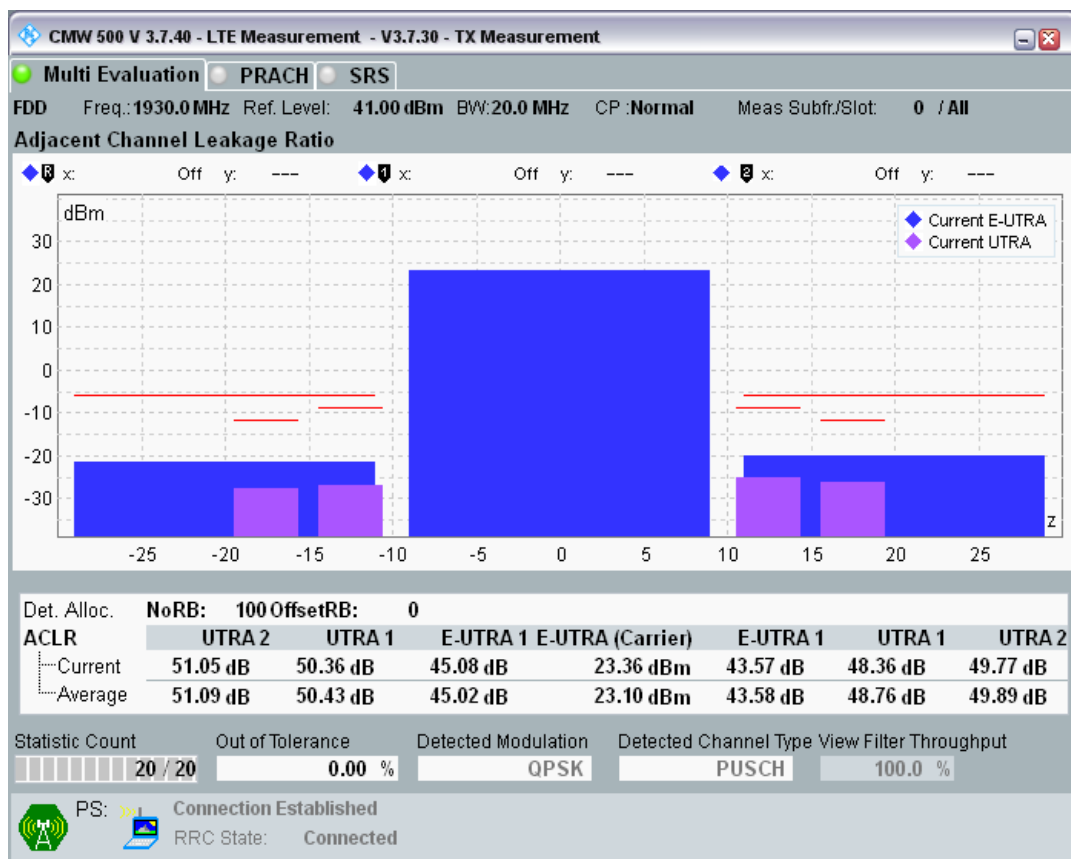 CMW 500 V 3.7.40 - LTE Measurement - V3.7.30 - TX Measurement
Multi Evaluation PRACH SRS
FDD Freq.: 1930.0 MHz Ref. Level: 41.00 dBm BW: 20.0 MHz CP : Normal Meas Subfr./Slot: 0 / All
Adjacent Channel Leakage Ratio
R x: Off y: --- 1 x: Off y: --- 2 x: Off y: ---
dBm
Current E-UTRA
Current UTRA
30
20
10
0
-10
-20
-30
z
-25 -20 -15 -10 -5 0 5 10 15 20 25
Det. Alloc. NoRB: 100 OffsetRB: 0
ACLR UTRA 2 UTRA 1 E-UTRA 1 E-UTRA (Carrier) E-UTRA 1 UTRA 1 UTRA 2
Current 51.05 dB 50.36 dB 45.08 dB 23.36 dBm 43.57 dB 48.36 dB 49.77 dB
Average 51.09 dB 50.43 dB 45.02 dB 23.10 dBm 43.58 dB 48.76 dB 49.89 dB
Statistic Count Out of Tolerance Detected Modulation Detected Channel Type View Filter Throughput
20 / 20 0.00 % QPSK PUSCH 100.0 %
PS: Connection Established
RRC State: Connected